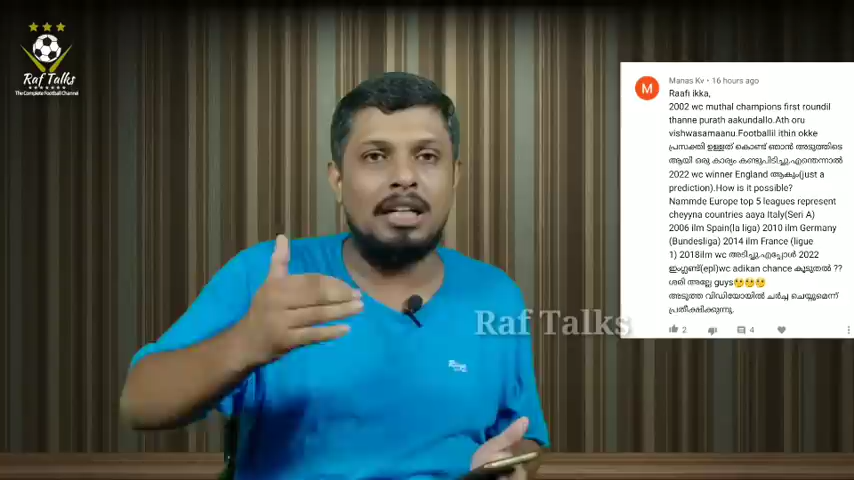 Raf Talks
The Complete Football Channel
M
Manas Kv • 16 hours ago
Raafi ikka,
2002 wc muthal champions first roundil
thanne purath aakundallo.Ath oru
vishwasamaanu.Footballil ithin okke
പ്രസക്തി ഉള്ളത് കൊണ്ട് ഞാൻ അടുത്തിടെ
ആയി ഒരു കാര്യം കണ്ടുപിടിച്ചു.എന്തെന്നാൽ
2022 wc winner England ആകും(just a
prediction).How is it possible?
Nammde Europe top 5 leagues represent
cheyyna countries aaya Italy(Seri A)
2006 ilm Spain(la liga) 2010 ilm Germany
(Bundesliga) 2014 ilm France (ligue
1) 2018ilm wc അടിച്ചു.എപ്പോൾ 2022
ഇംഗ്ലണ്ട്(epl)wc adikan chance കൂടുതൽ ??
ശരി അല്ലേ guys🤔🤔🤔
അടുത്ത വിഡിയോയിൽ ചർച്ച ചെയ്യുമെന്ന്
പ്രതീക്ഷിക്കുന്നു.
2 4
Raf Talks